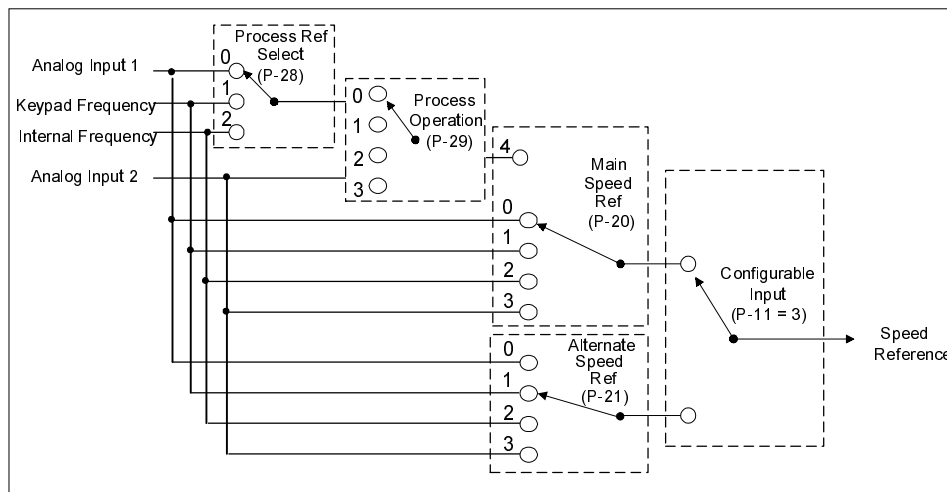 Process Ref
Select
(P-28)
0
1
2
Analog Input 1
Keypad Frequency
Internal Frequency
Analog Input 2
Process
Operation
(P-29)
0
1
2
3
Main
Speed
Ref
(P-20)
4
0
1
2
3
Alternate
Speed
Ref
(P-21)
0
1
2
3
Configurable
Input
(P-11 = 3)
Speed
Reference